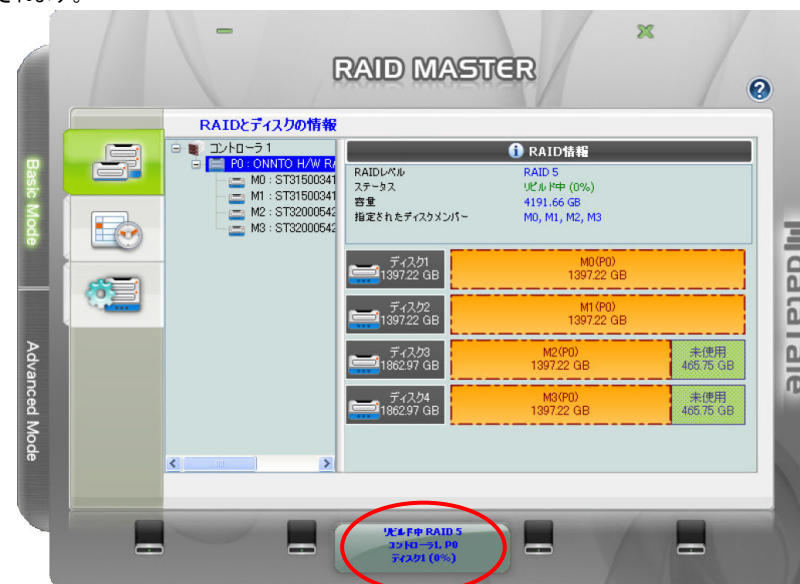 されます。
RAID MASTER
RAIDとディスクの情報
コントローラ 1
P0 : ONNTO H/W RA
M0 : ST31500341
M1 : ST31500341
M2 : ST32000542
M3 : ST32000542
RAID情報
RAIDレベル RAID 5
ステータス リビルド中 (0%)
容量 4191.66 GB
指定されたディスクメンバー M0, M1, M2, M3
ディスク1
1397.22 GB
M0(P0)
1397.22 GB
ディスク2
1397.22 GB
M1(P0)
1397.22 GB
ディスク3
1862.97 GB
M2(P0)
1397.22 GB
未使用
465.75 GB
ディスク4
1862.97 GB
M3(P0)
1397.22 GB
未使用
465.75 GB
Basic Mode
Advanced Mode
datatale
リビルド中 RAID 5
コントローラ1, P0
ディスク1 (0%)